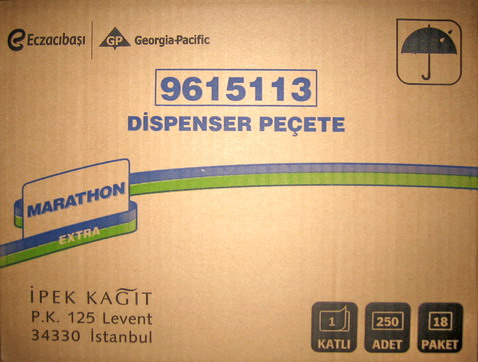 Eczacıbaşı GP Georgia-Pacific
9615113
DİSPENSER PEÇETE
MARATHON
EXTRA
İPEK KAĞIT
P.K. 125 Levent
34330 İstanbul
1 250 18
KATLI ADET PAKET